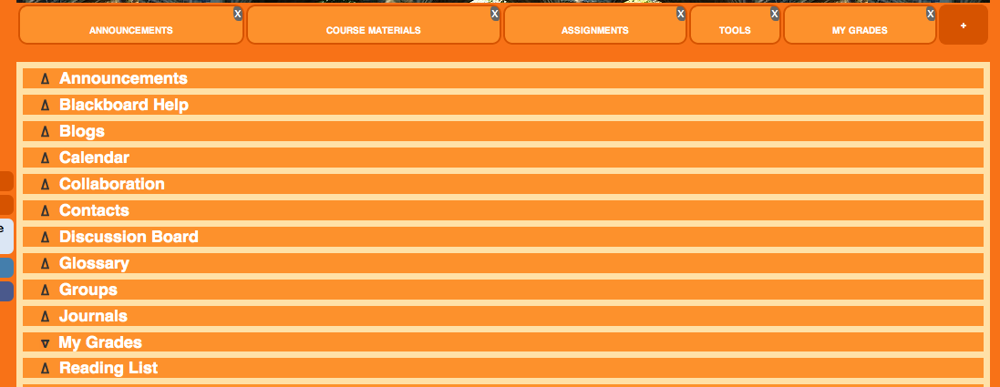 ANNOUNCEMENTS X COURSE MATERIALS X ASSIGNMENTS X TOOLS X MY GRADES X +
Announcements
Blackboard Help
Blogs
Calendar
Collaboration
Contacts
e
Discussion Board
Glossary
Groups
Journals
My Grades
Reading List